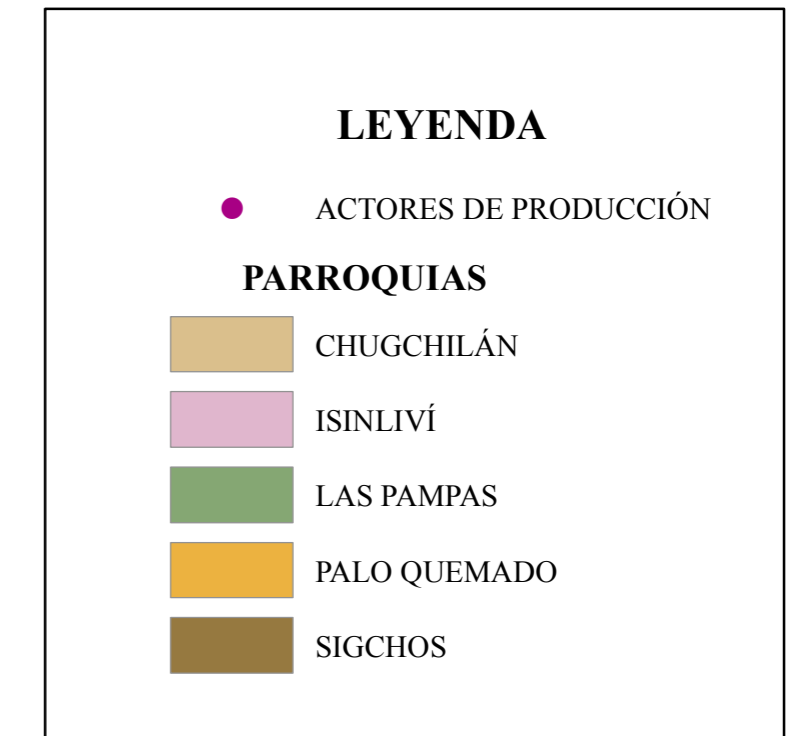 LEYENDA
ACTORES DE PRODUCCIÓN
PARROQUIAS
CHUGCHILÁN
ISINLIVÍ
LAS PAMPAS
PALO QUEMADO
SIGCHOS